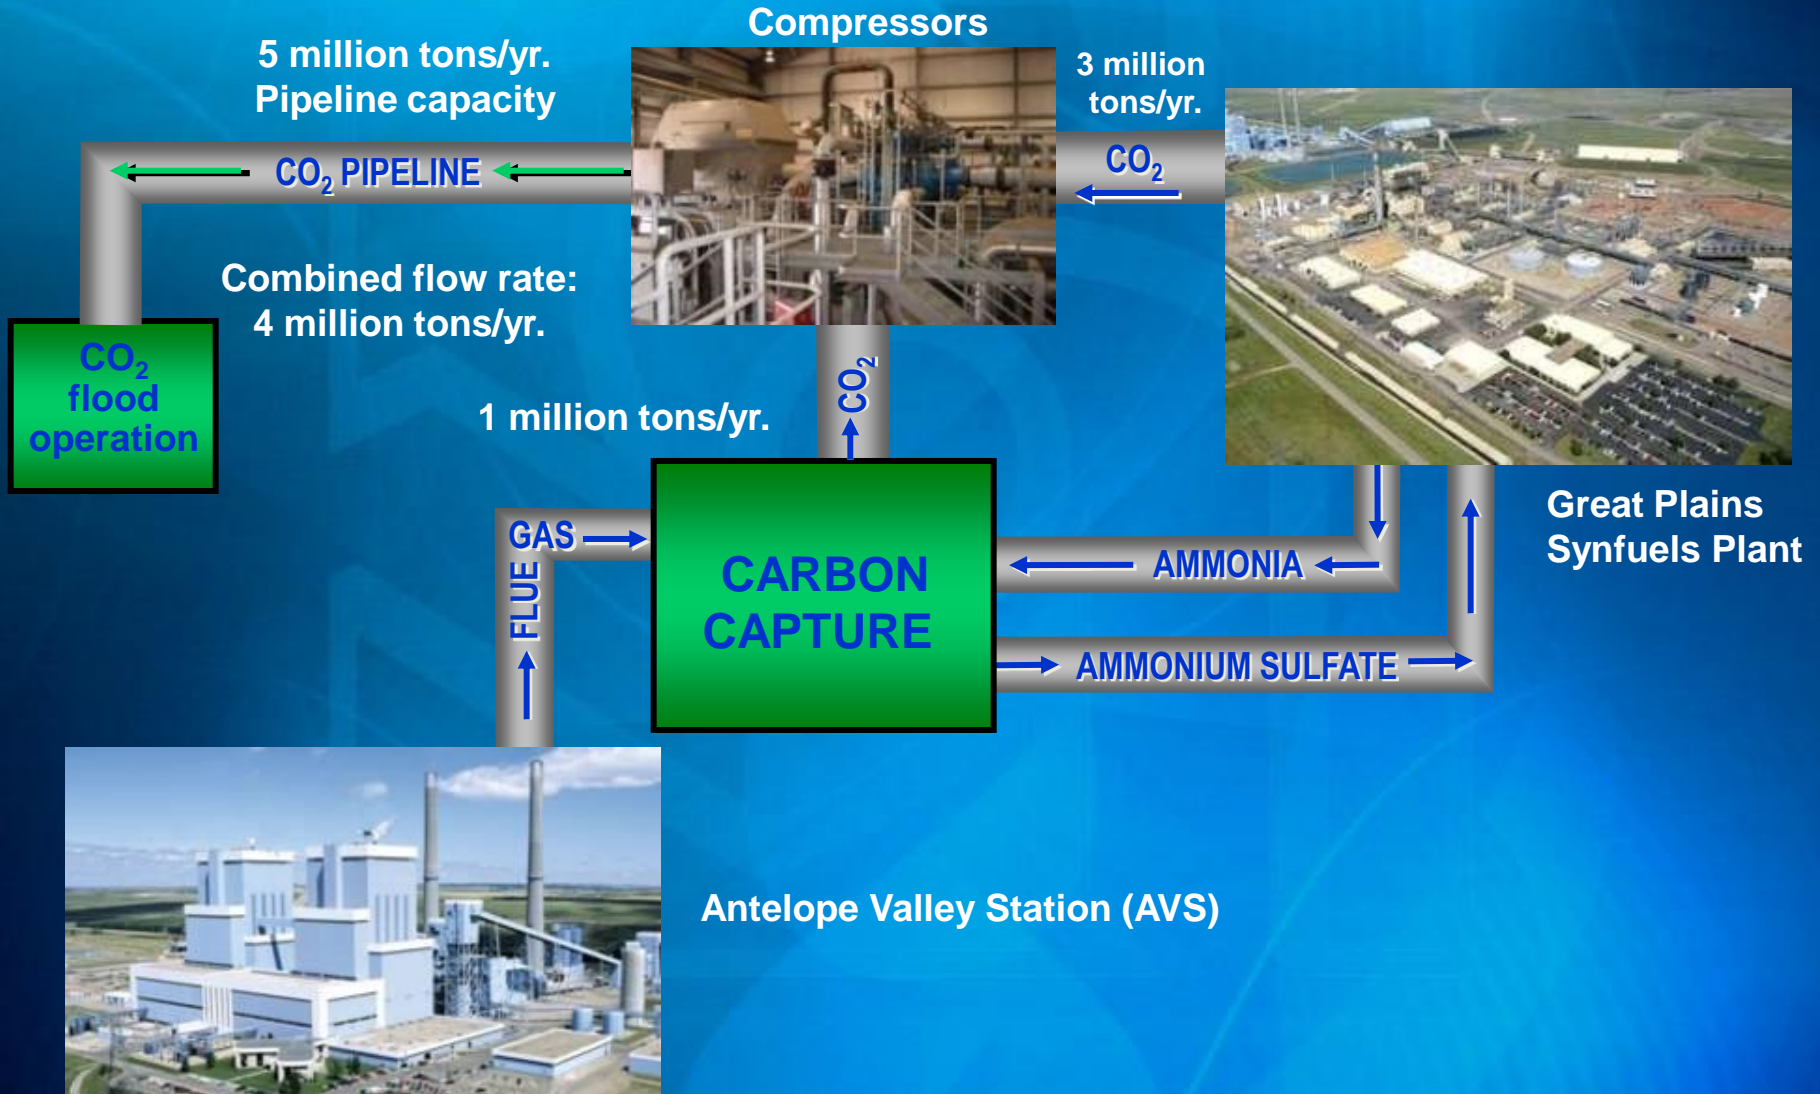 Compressors
5 million tons/yr.
Pipeline capacity
3 million
tons/yr.
CO₂ PIPELINE
CO₂
Combined flow rate:
4 million tons/yr.
CO₂
flood
operation
CO₂
1 million tons/yr.
Great Plains
Synfuels Plant
FLUE GAS
CARBON
CAPTURE
AMMONIA
AMMONIUM SULFATE
Antelope Valley Station (AVS)